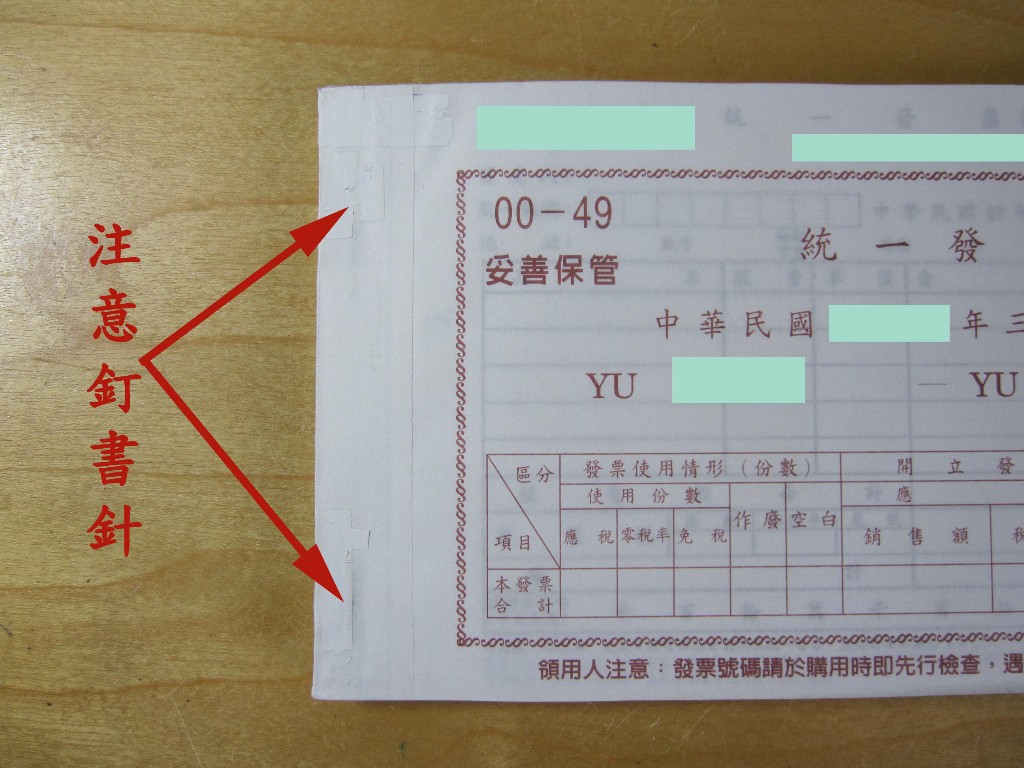 注意釘書針
00－49
妥善保管
統一發
中華民國 年三
YU — YU
區分
項目
發票使用情形（份數）
開立發
使用份數
作廢
空白
應
應稅
零稅率
免稅
銷售額
稅
本發票
合計
領用人注意：發票號碼請於購用時即先行檢查，遇